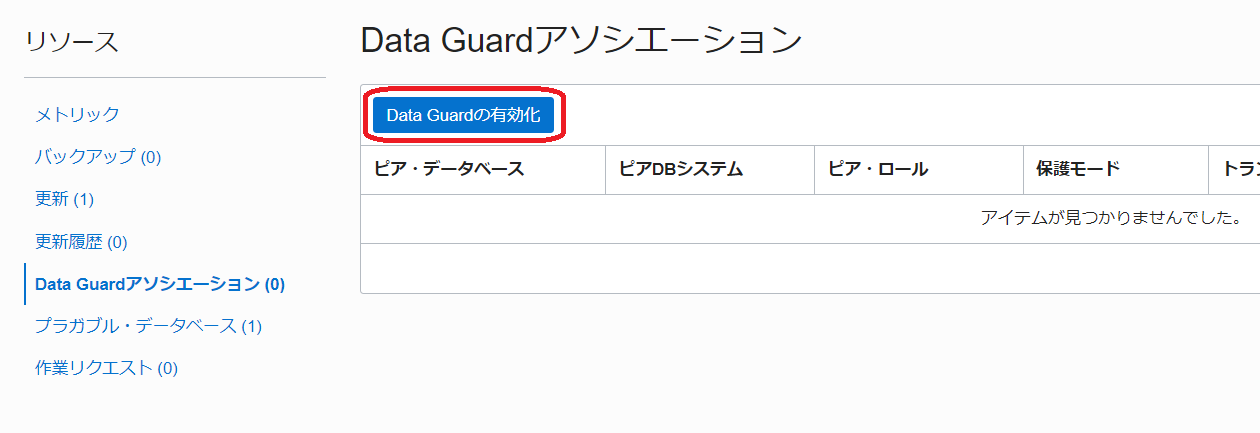 リソース
メトリック
バックアップ (0)
更新 (1)
更新履歴 (0)
Data Guardアソシエーション (0)
プラガブル・データベース (1)
作業リクエスト (0)
Data Guardアソシエーション
Data Guardの有効化
ピア・データベース ピアDBシステム ピア・ロール 保護モード トラン
アイテムが見つかりませんでした。